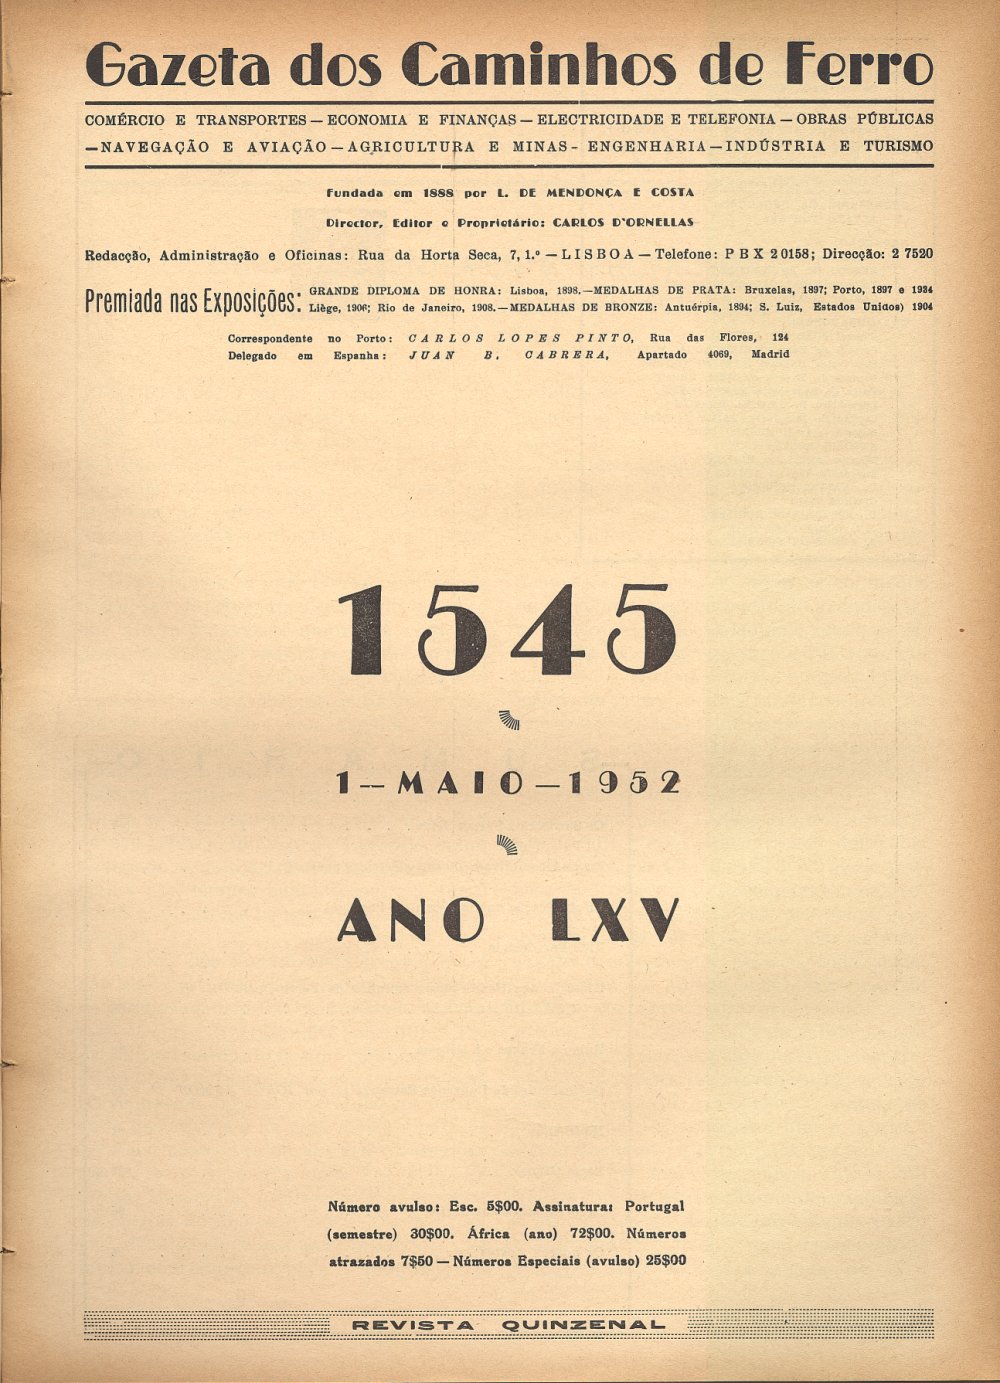 Gazeta dos Caminhos de Ferro
COMÉRCIO E TRANSPORTES — ECONOMIA E FINANÇAS — ELECTRICIDADE E TELEFONIA — OBRAS PÚBLICAS
—NAVEGAÇÃO E AVIAÇÃO — AGRICULTURA E MINAS - ENGENHARIA — INDÚSTRIA E TURISMO
Fundada em 1888 por L. DE MENDONÇA E COSTA
Director, Editor e Proprietário: CARLOS D'ORNELLAS
Redacção, Administração e Oficinas: Rua da Horta Seca, 7, 1.º — LISBOA — Telefone: PBX 20158; Direcção: 2 7520
Premiada nas Exposições:
GRANDE DIPLOMA DE HONRA: Lisboa, 1898.—MEDALHAS DE PRATA: Bruxelas, 1897; Porto, 1897 e 1934
Liège, 1906; Rio de Janeiro, 1908.—MEDALHAS DE BRONZE: Antuérpia, 1894; S. Luiz, Estados Unidos) 1904
Correspondente no Porto: CARLOS LOPES PINTO, Rua das Flores, 124
Delegado em Espanha: JUAN B. CABRERA, Apartado 4069, Madrid
1545
1--MAIO—1952
ANO LXV
Número avulso: Esc. 5$00. Assinatura: Portugal
(semestre) 30$00. África (ano) 72$00. Números
atrazados 7$50 — Números Especiais (avulso) 25$00
REVISTA QUINZENAL